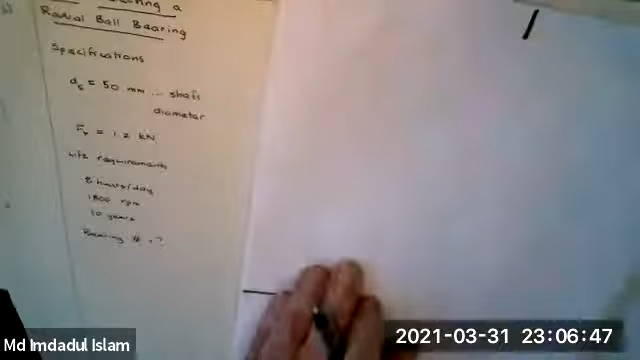 a
Radial Ball Bearing
Specifications
ds = 50 mm ... shaft
diameter
Fr = 1.2 kN
Life requirements
8 hours/day
1800 rpm
10 years
Bearing # = ?
Md Imdadul Islam
2021-03-31 23:06:47